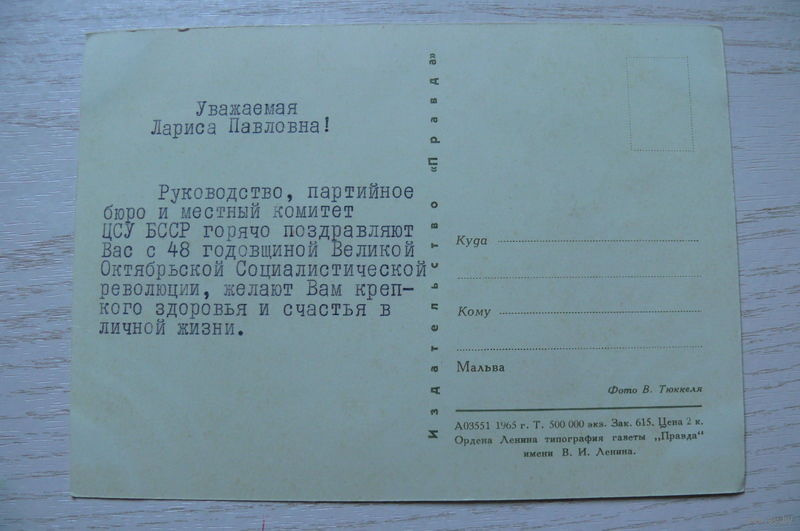 Уважаемая
Лариса Павловна!
Руководство, партийное
бюро и местный комитет
ЦСУ БССР горячо поздравляют
Вас с 48 годовщиной Великой
Октябрьской Социалистической
революции, желают Вам креп-
кого здоровья и счастья в
личной жизни.
Издательство «Правда»
Куда
Кому
Мальва
Фото В. Тюккеля
А03551 1965 г. Т. 500 000 экз. Зак. 615. Цена 2 к.
Ордена Ленина типография газеты „Правда“
имени В. И. Ленина.